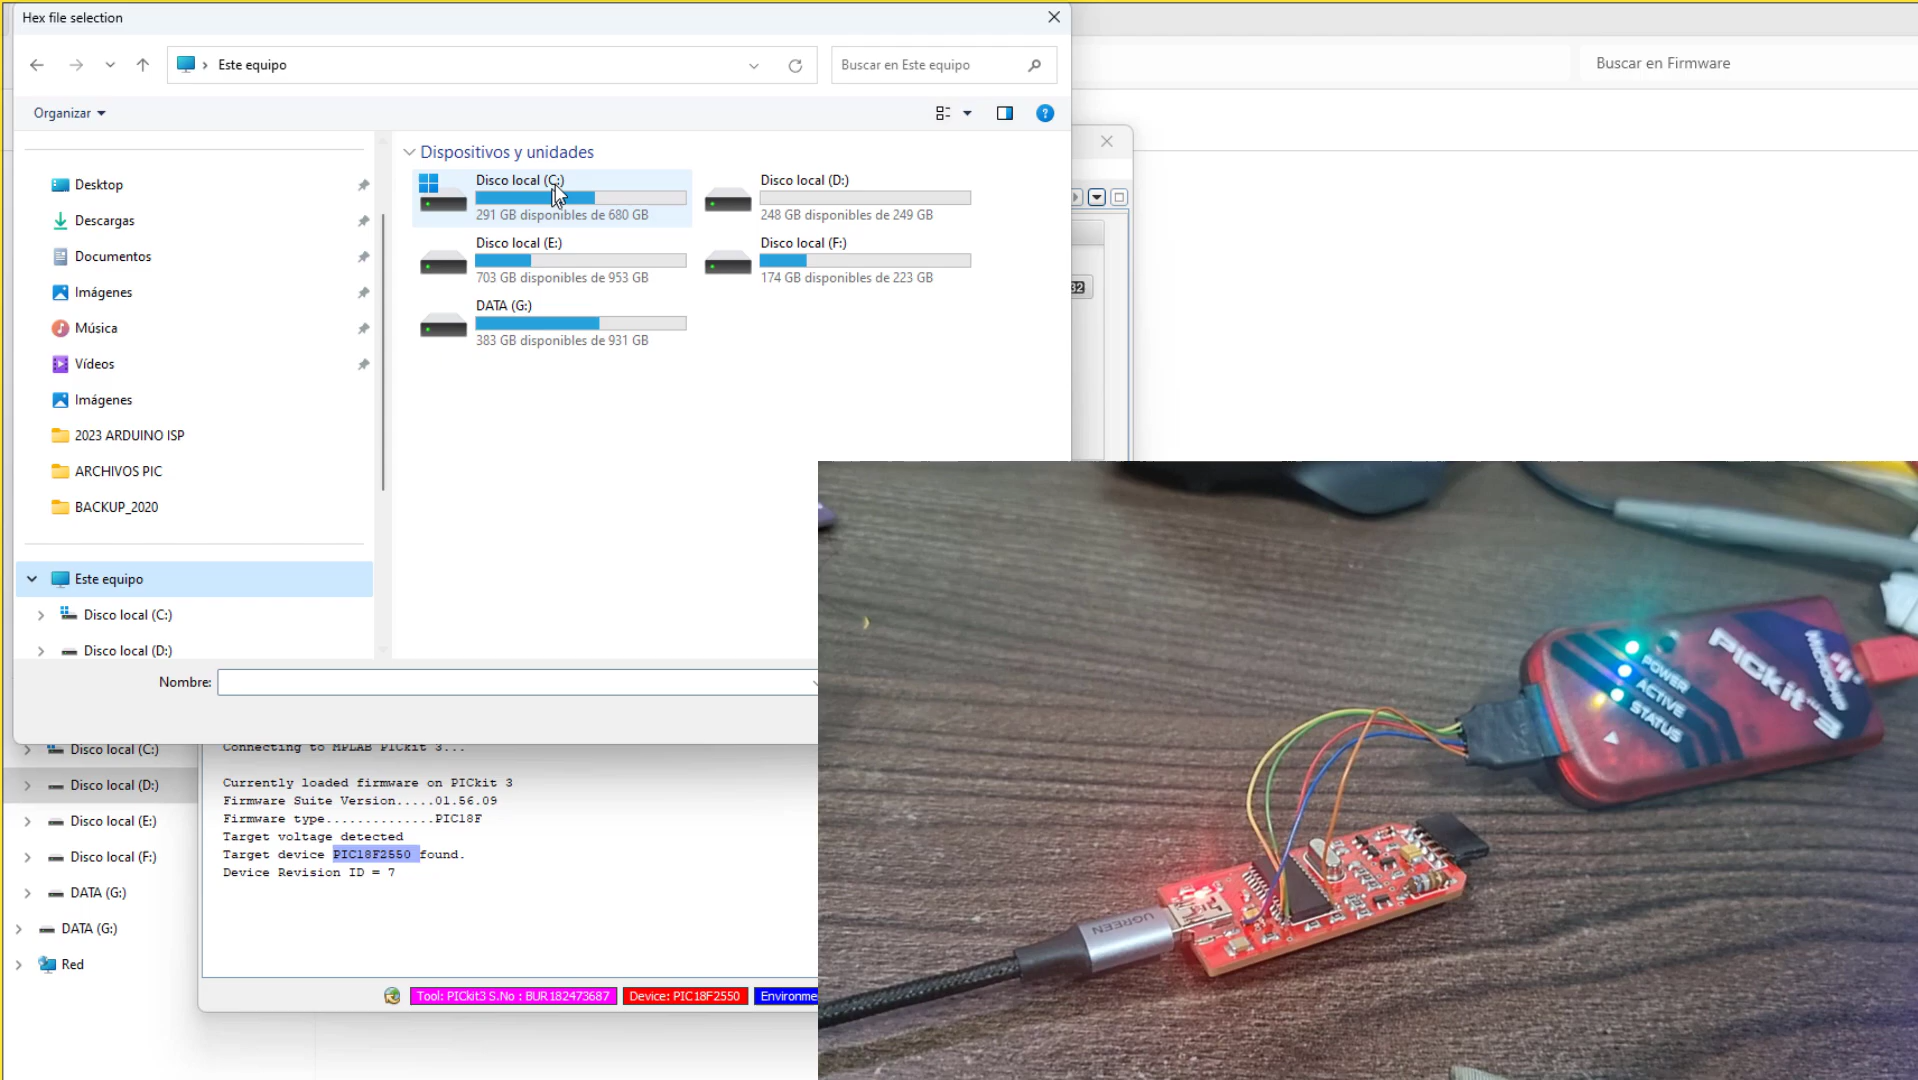 Hex file selection
Este equipo
Buscar en Este equipo
Buscar en Firmware
Organizar
Desktop
Descargas
Documentos
Imágenes
Música
Vídeos
Imágenes
2023 ARDUINO ISP
ARCHIVOS PIC
BACKUP_2020
Este equipo
Disco local (C:)
Disco local (D:)
Dispositivos y unidades
Disco local (C:)
291 GB disponibles de 680 GB
Disco local (D:)
248 GB disponibles de 249 GB
Disco local (E:)
703 GB disponibles de 953 GB
Disco local (F:)
174 GB disponibles de 223 GB
DATA (G:)
383 GB disponibles de 931 GB
32
Nombre:
Disco local (C:)
Disco local (D:)
Disco local (E:)
Disco local (F:)
DATA (G:)
DATA (G:)
Red
Connecting to MPLAB PICkit 3...
Currently loaded firmware on PICkit 3
Firmware Suite Version.....01.56.09
Firmware type..............PIC18F
Target voltage detected
Target device PIC18F2550 found.
Device Revision ID = 7
Tool: PICkit3 S.No : BUR182473687
Device: PIC18F2550
Environme
POWER
ACTIVE
STATUS
PICkit™ 3
MICROCHIP
UGREEN